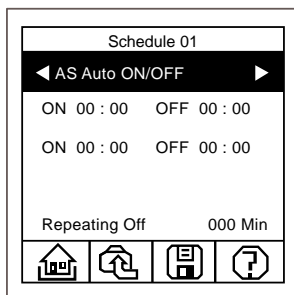 Schedule 01
AS Auto ON/OFF
ON 00 : 00 OFF 00 : 00
ON 00 : 00 OFF 00 : 00
Repeating Off 000 Min
?